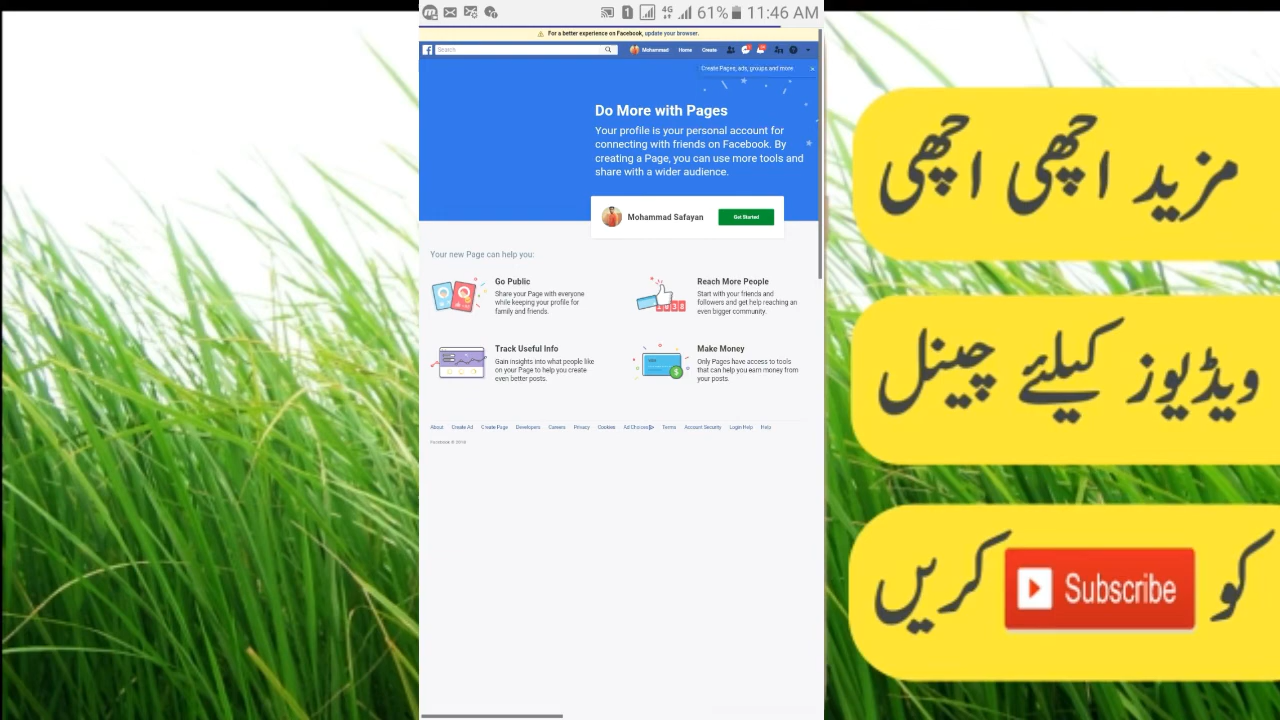 4G
61%
11:46 AM
For a better experience on Facebook, update your browser.
Search
Mohammad
Home
Create
Create Pages, ads, groups and more
Do More with Pages
Your profile is your personal account for
connecting with friends on Facebook. By
creating a Page, you can use more tools and
share with a wider audience.
Mohammad Safayan
Get Started
Your new Page can help you:
Go Public
Share your Page with everyone
while keeping your profile for
family and friends.
Reach More People
Start with your friends and
followers and get help reaching an
even bigger community.
Track Useful Info
Gain insights into what people like
on your Page to help you create
even better posts.
Make Money
Only Pages have access to tools
that can help you earn money from
your posts.
About Create Ad Create Page Developers Careers Privacy Cookies Ad Choices Terms Account Security Login Help Help
مزید اچھی اچھی
ویڈیوز کیلئے چینل
کو Subscribe کریں